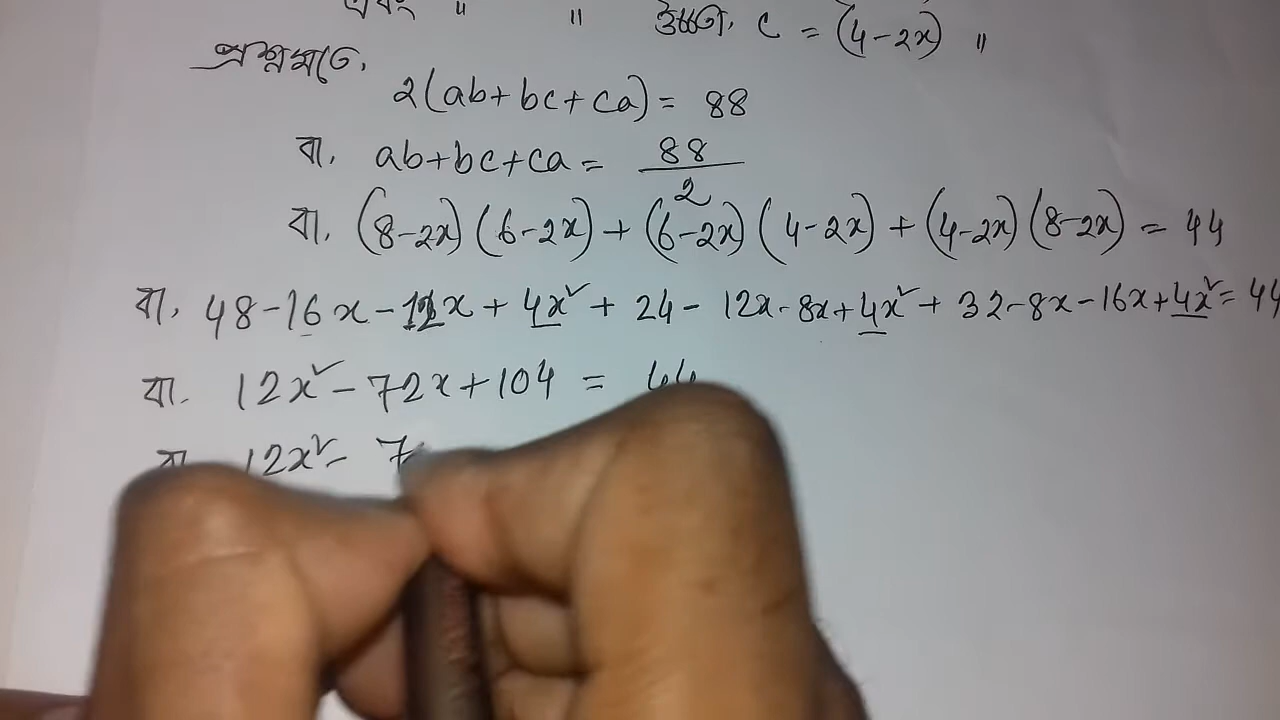 এবং " " উচ্চতা, c = (4-2x) "
প্রশ্নমতে,
2(ab+bc+ca) = 88
বা, ab+bc+ca = 88/2
বা, (8-2x)(6-2x)+(6-2x)(4-2x)+(4-2x)(8-2x) = 44
বা, 48-16x-12x+4x²+24-12x-8x+4x²+32-8x-16x+4x²=44
বা, 12x²-72x+104 = 44
বা, 12x²-7